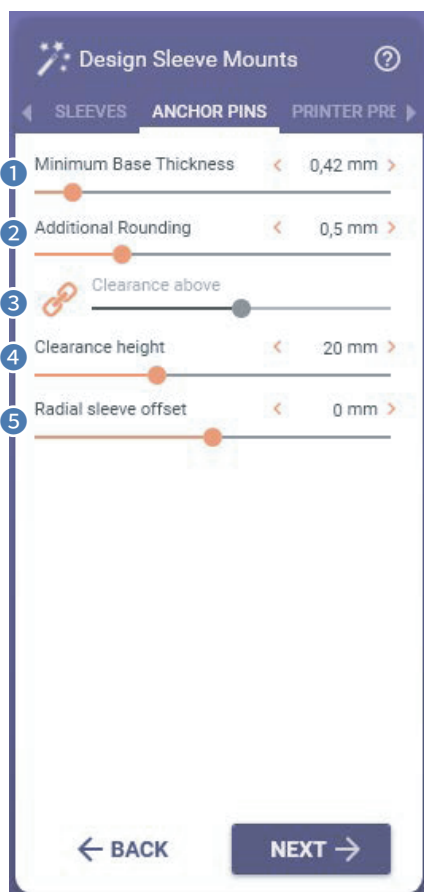 Design Sleeve Mounts ?
SLEEVES ANCHOR PINS PRINTER PRE
1 Minimum Base Thickness < 0,42 mm >
2 Additional Rounding < 0,5 mm >
3 Clearance above
4 Clearance height < 20 mm >
5 Radial sleeve offset < 0 mm >
← BACK NEXT →